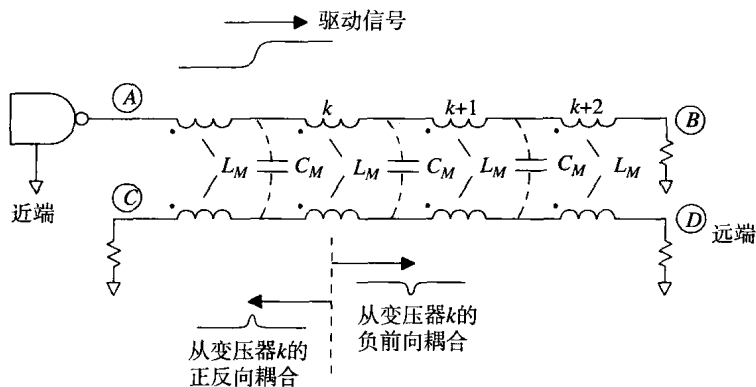 驱动信号
A
k
k+1
k+2
B
L_M
C_M
L_M
C_M
L_M
C_M
L_M
近端
C
D
远端
从变压器k的
正反向耦合
从变压器k的
负前向耦合